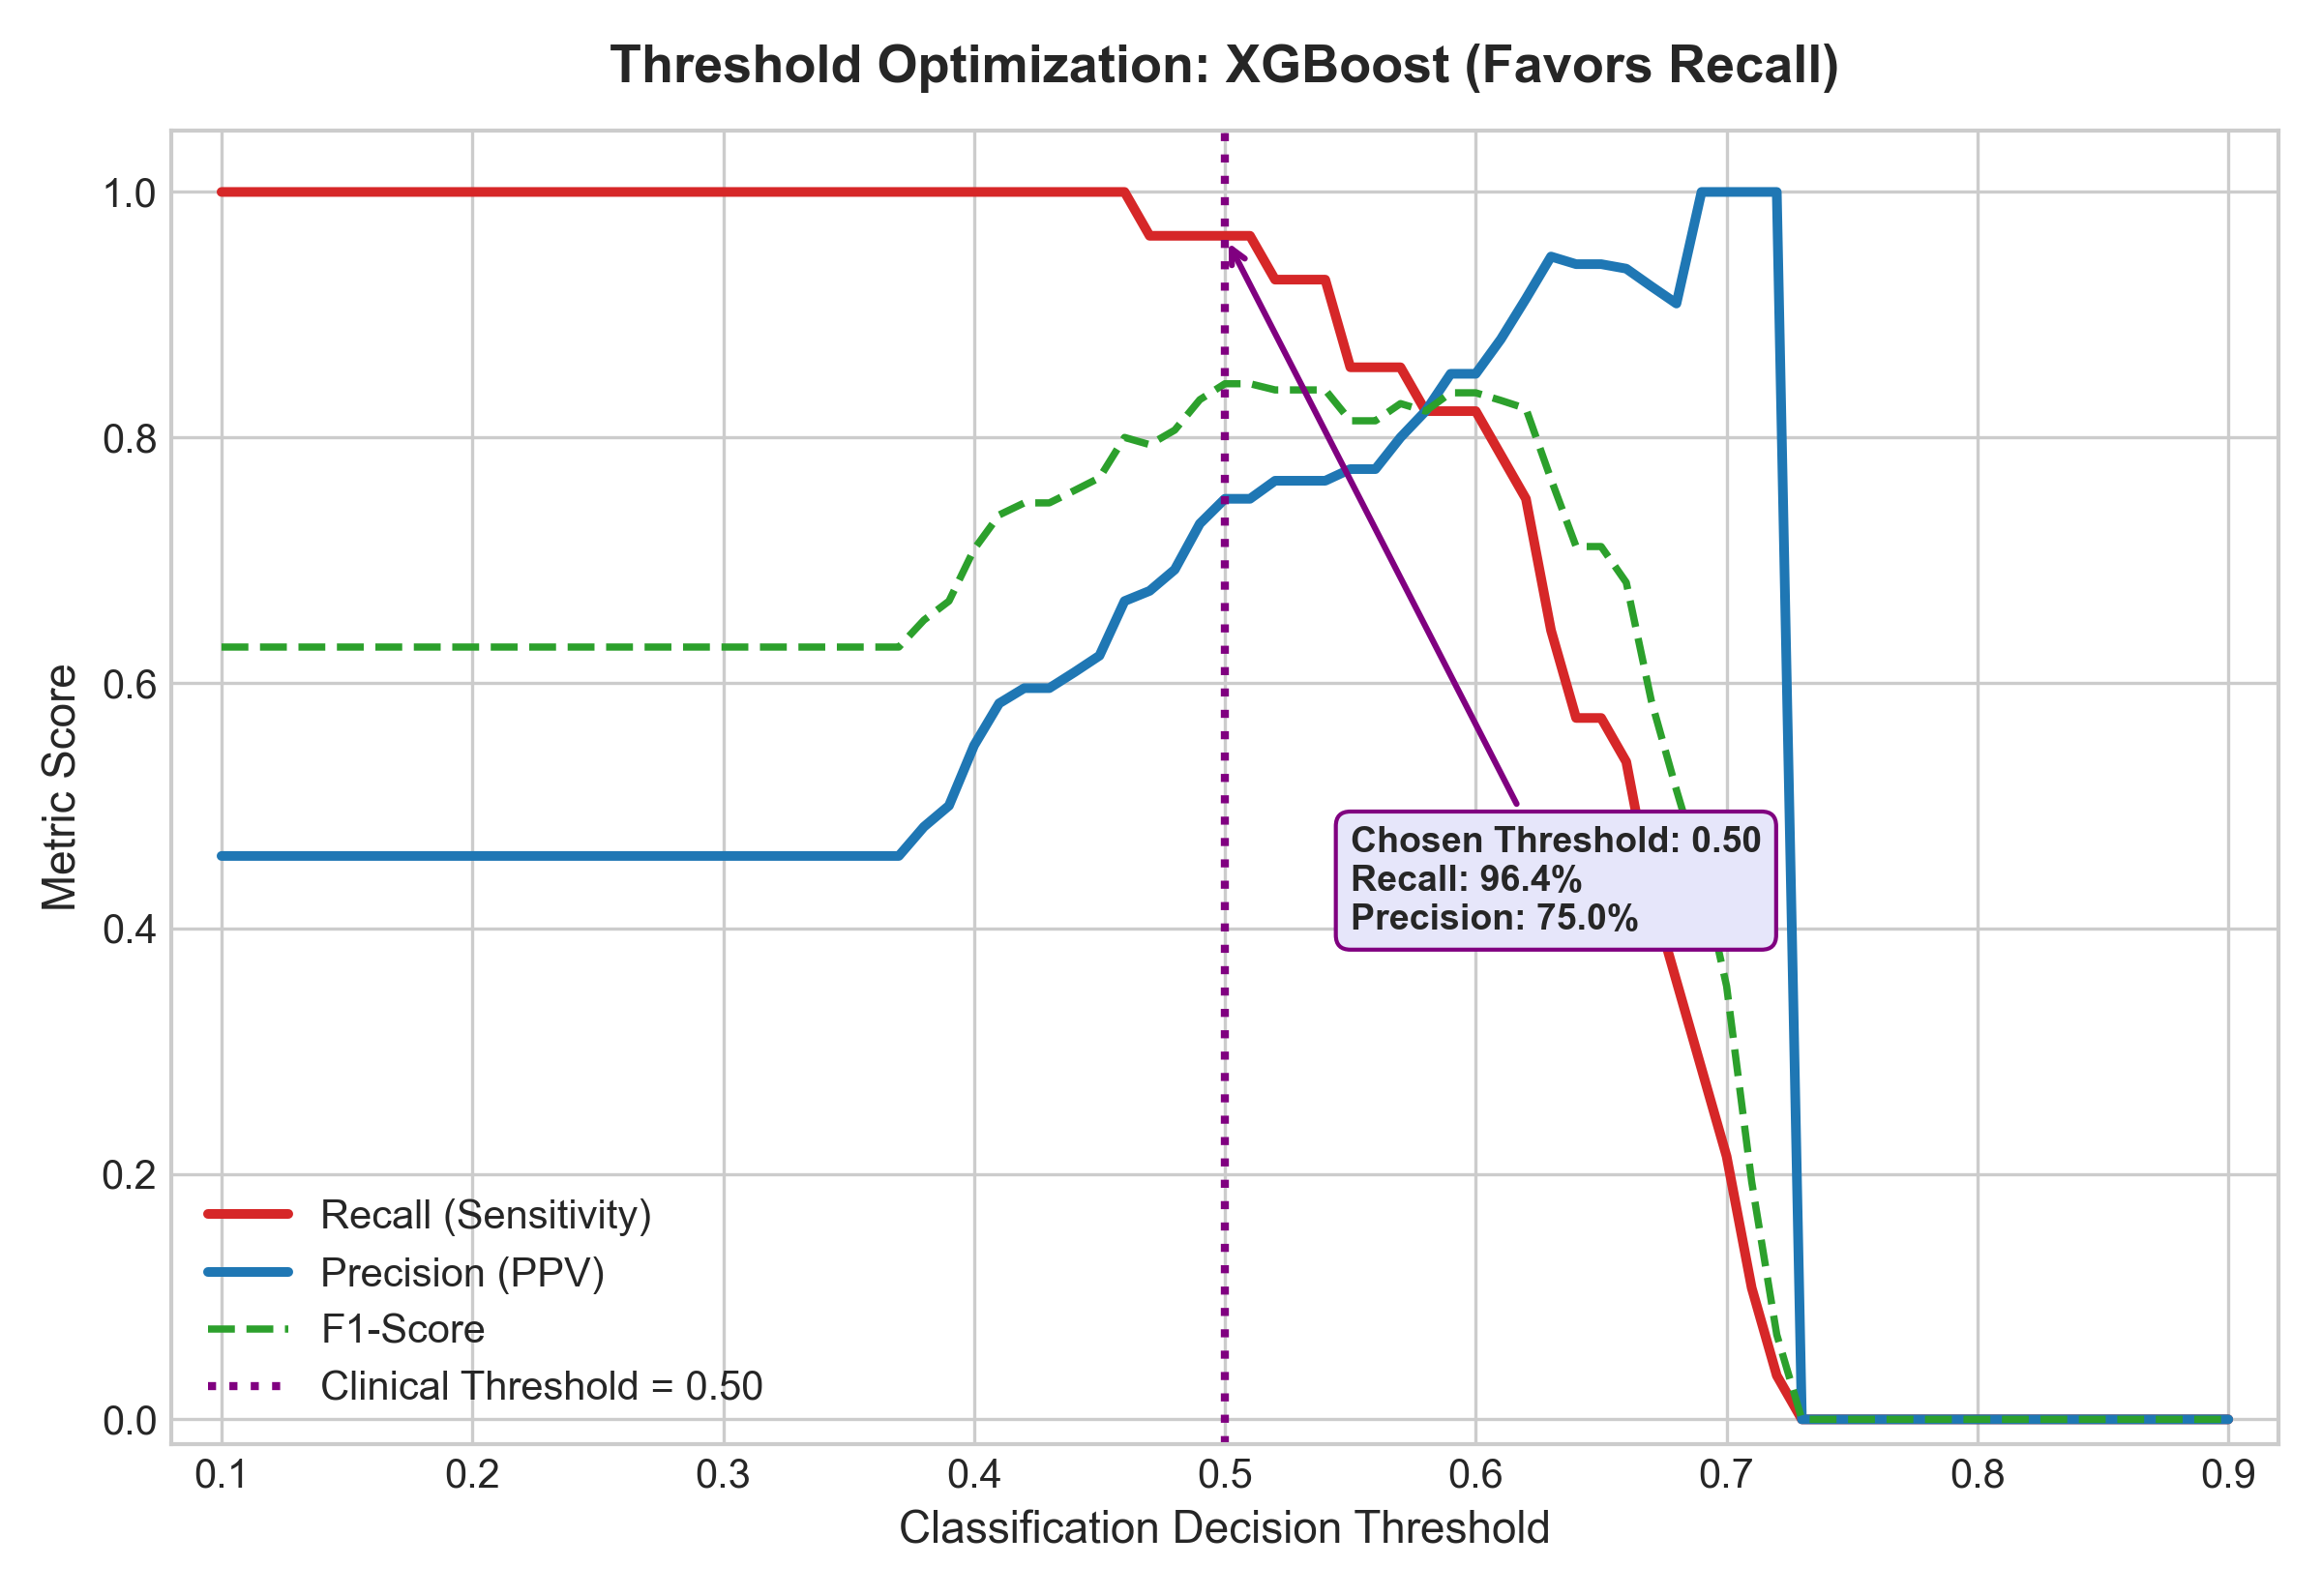 Threshold Optimization: XGBoost (Favors Recall)
Metric Score
1.0
0.8
0.6
0.4
0.2
0.0
Chosen Threshold: 0.50
Recall: 96.4%
Precision: 75.0%
Recall (Sensitivity)
Precision (PPV)
F1-Score
Clinical Threshold = 0.50
0.1 0.2 0.3 0.4 0.5 0.6 0.7 0.8 0.9
Classification Decision Threshold